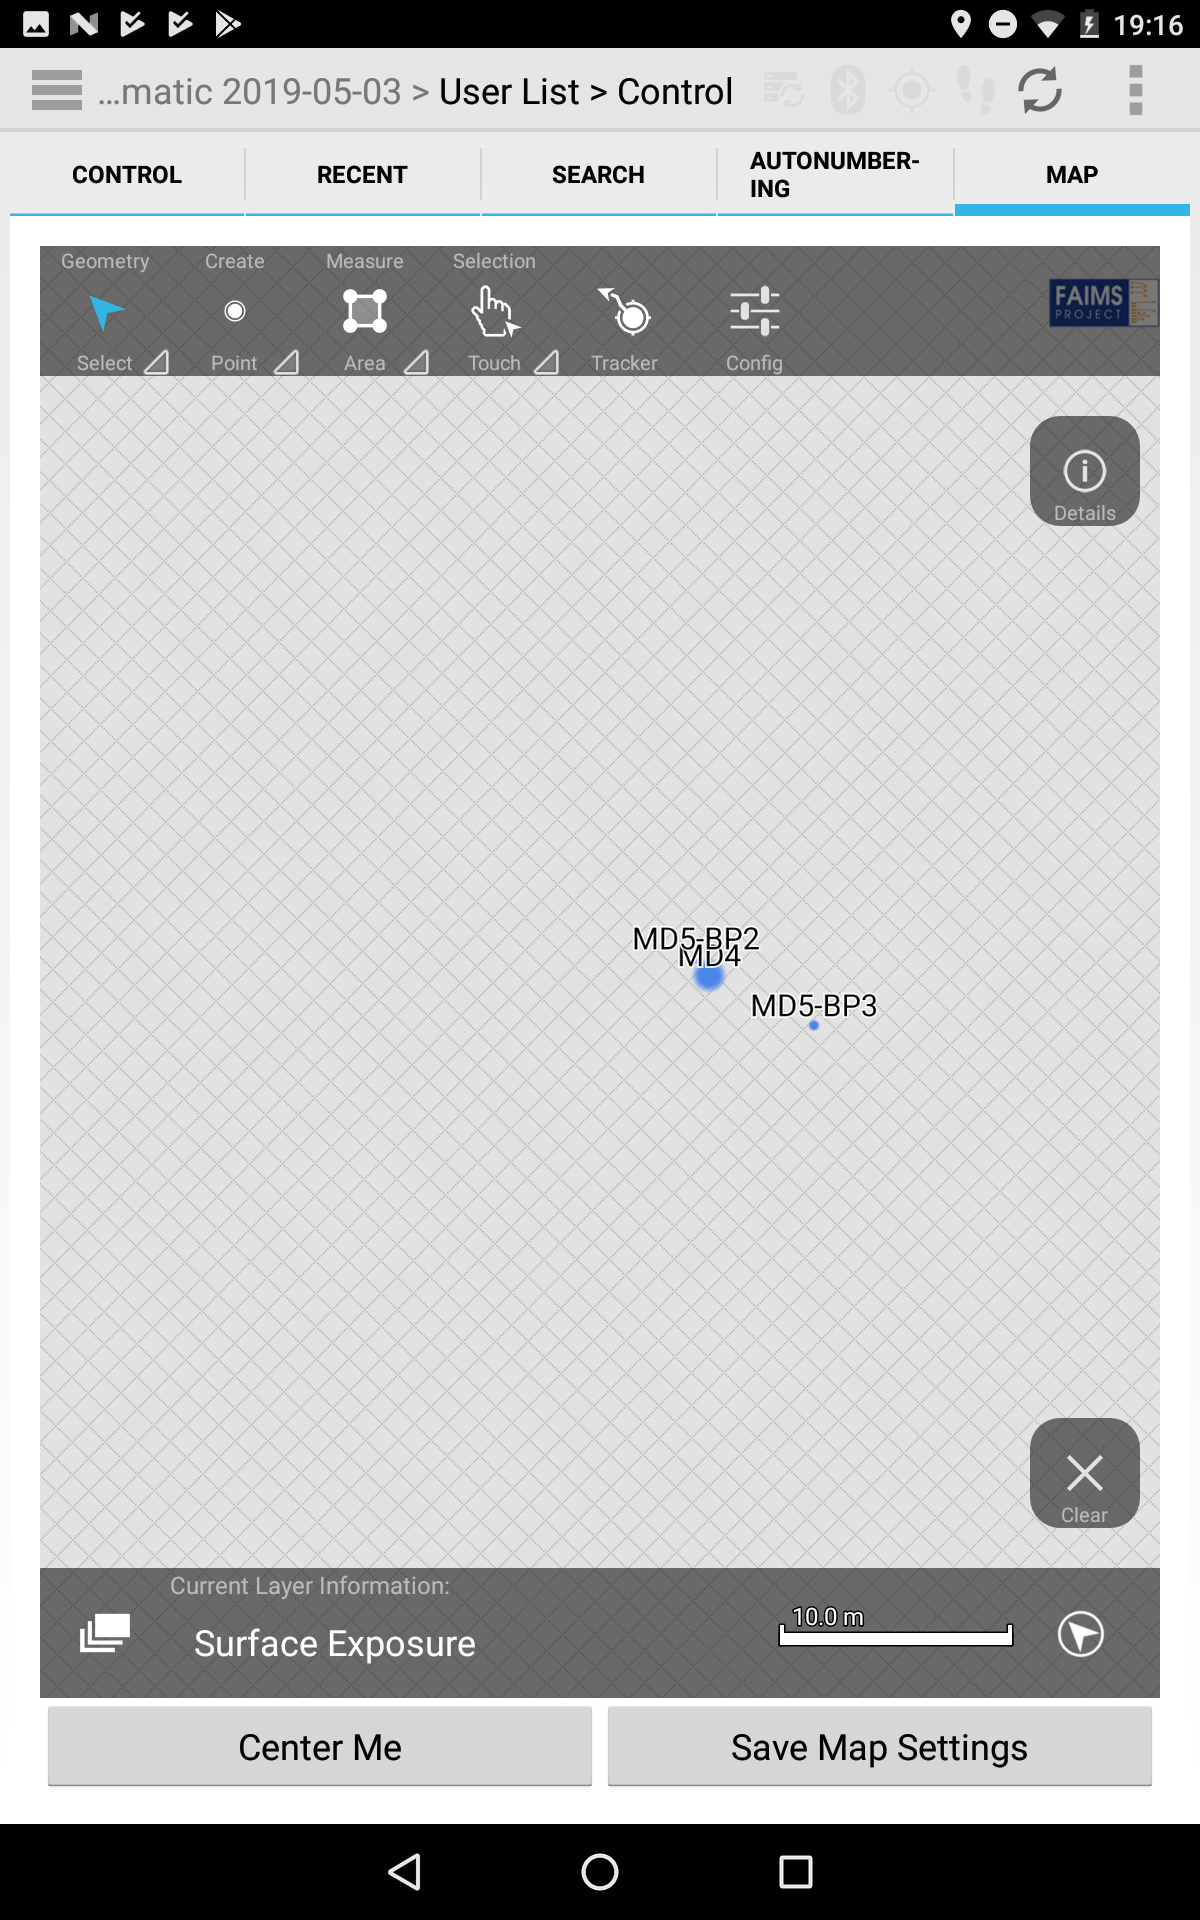 19:16
...matic 2019-05-03 > User List > Control
CONTROL
RECENT
SEARCH
AUTONUMBER-
ING
MAP
Geometry
Create
Measure
Selection
Select
Point
Area
Touch
Tracker
Config
FAIMS
PROJECT
Details
MD5-BP2
MD4
MD5-BP3
Clear
Current Layer Information:
Surface Exposure
10.0 m
Center Me
Save Map Settings